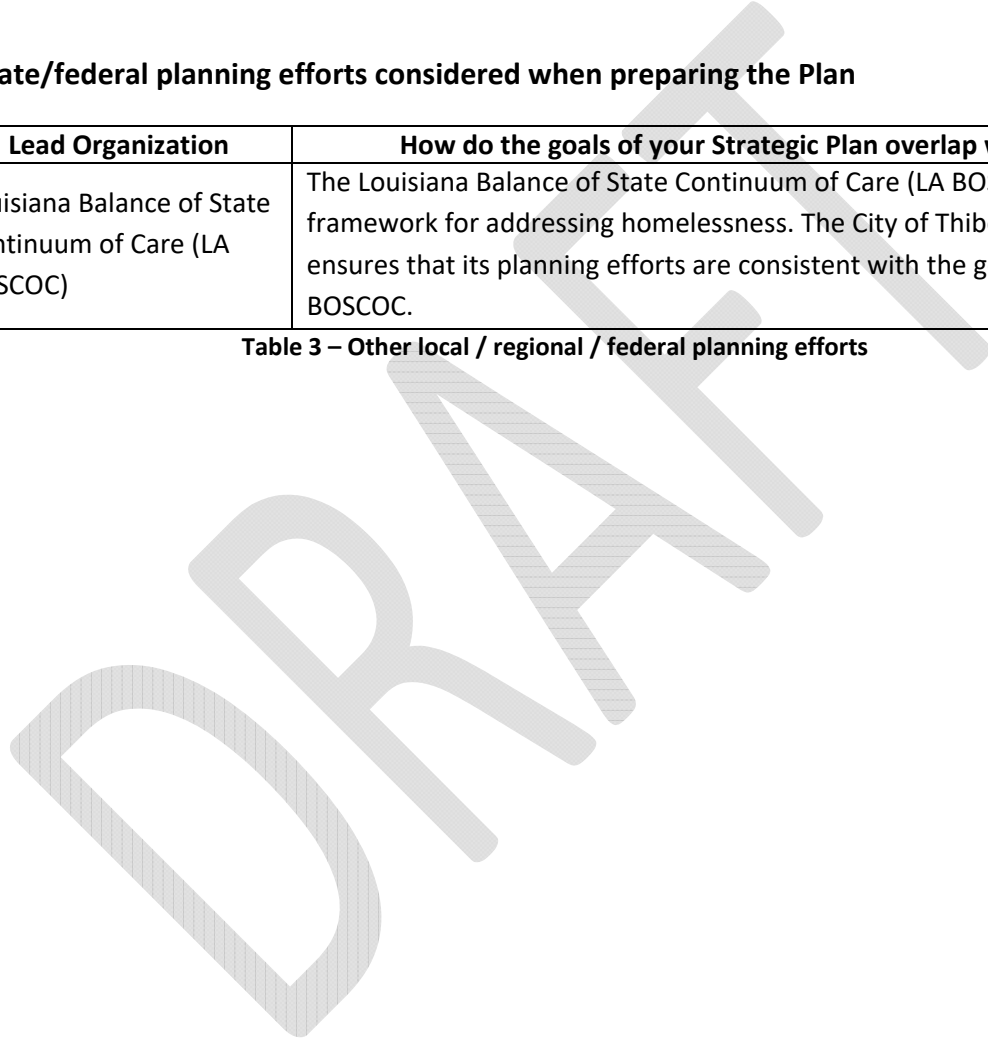 ate/federal planning efforts considered when preparing the Plan
Lead Organization
How do the goals of your Strategic Plan overlap
uisiana Balance of State
ntinuum of Care (LA
SCOC)
The Louisiana Balance of State Continuum of Care (LA BOS
framework for addressing homelessness. The City of Thib
ensures that its planning efforts are consistent with the g
BOSCOC.
Table 3 – Other local / regional / federal planning efforts
DRAFT